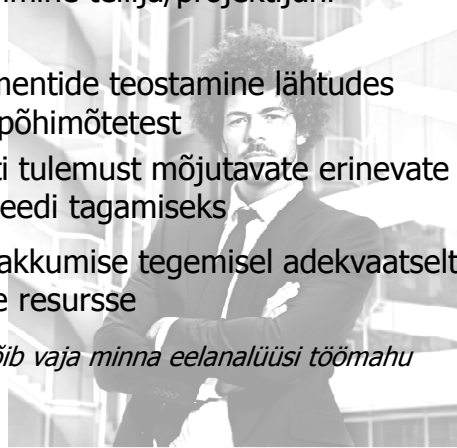 tellija/projektijuhi
mentide teostamine lähtudes
põhimõtetest
ti tulemust mõjutavate erinevate
eedi tagamiseks
akkumise tegemisel adekvaatselt
e resursse
õib vaja minna eelanalüüsi töömahu